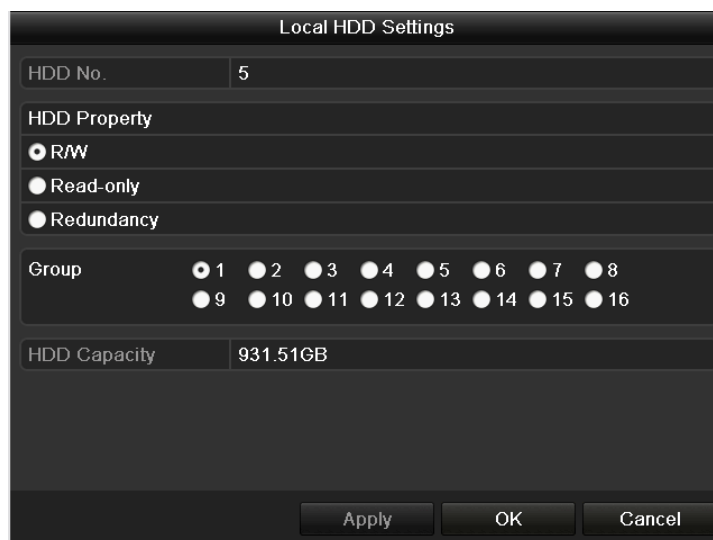 Local HDD Settings
HDD No. 5
HDD Property
R/W
Read-only
Redundancy
Group 1 2 3 4 5 6 7 8
9 10 11 12 13 14 15 16
HDD Capacity 931.51GB
Apply OK Cancel